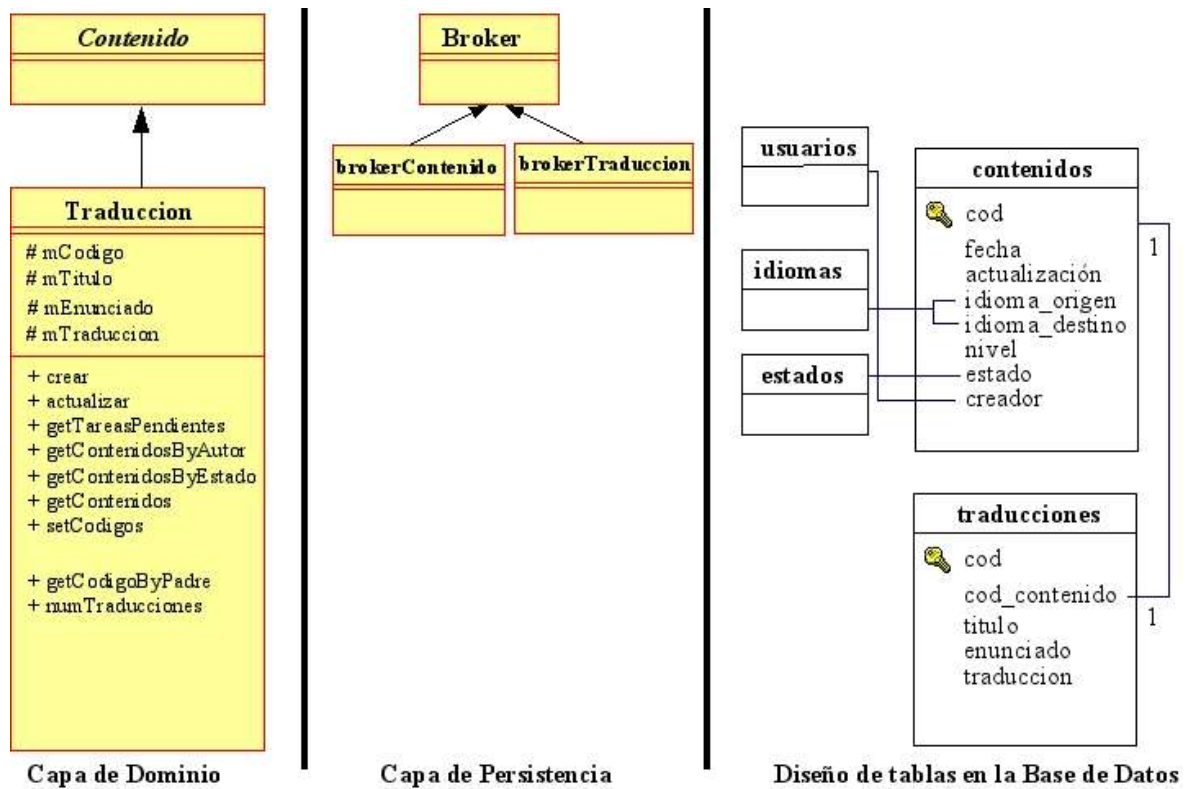 Contenido
Traduccion
# mCodigo
# mTitulo
# mEnunciado
# mTraduccion
+ crear
+ actualizar
+ getTareasPendientes
+ getContenidosByAutor
+ getContenidosByEstado
+ getContenidos
+ setCodigos
+ getCodigoByPadre
+ numTraducciones
Capa de Dominio
Broker
brokerContenido
brokerTraduccion
Capa de Persistencia
usuarios
idiomas
estados
contenidos
cod
fecha
actualización
idioma_origen
idioma_destino
nivel
estado
creador
1
traducciones
cod
cod_contenido
titulo
enunciado
traduccion
1
Diseño de tablas en la Base de Datos